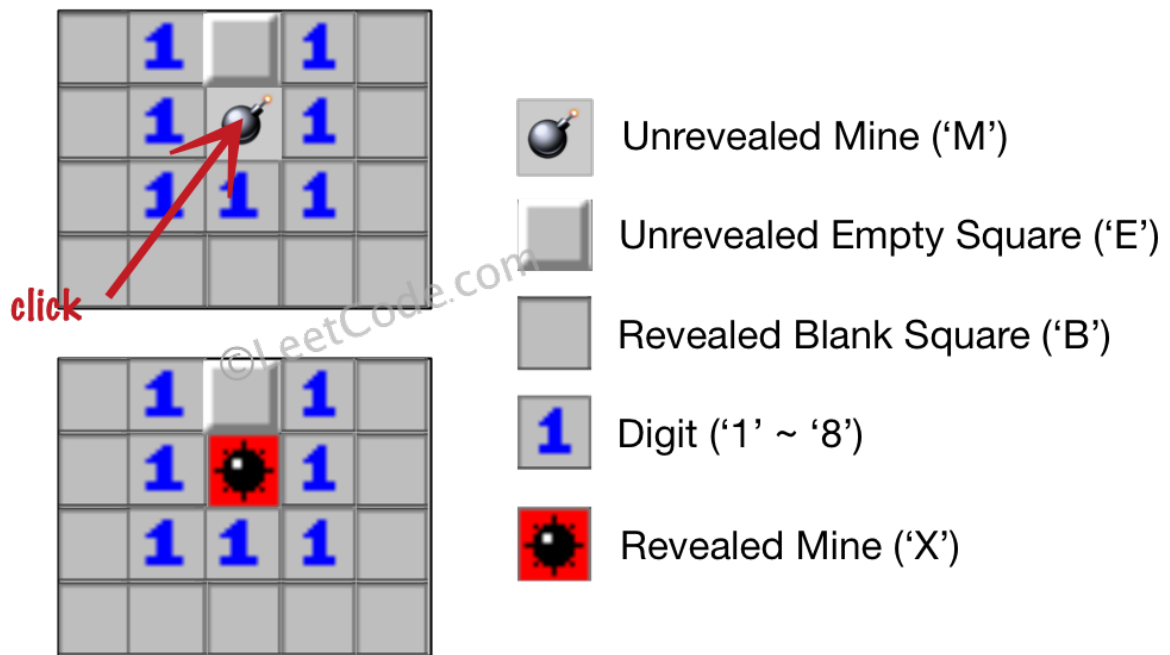 1 1
1 1
1 1 1
click
©LeetCode.com
1 1
1 1
1 1 1
Unrevealed Mine (‘M’)
Unrevealed Empty Square (‘E’)
Revealed Blank Square (‘B’)
1 Digit (‘1’ ~ ‘8’)
Revealed Mine (‘X’)